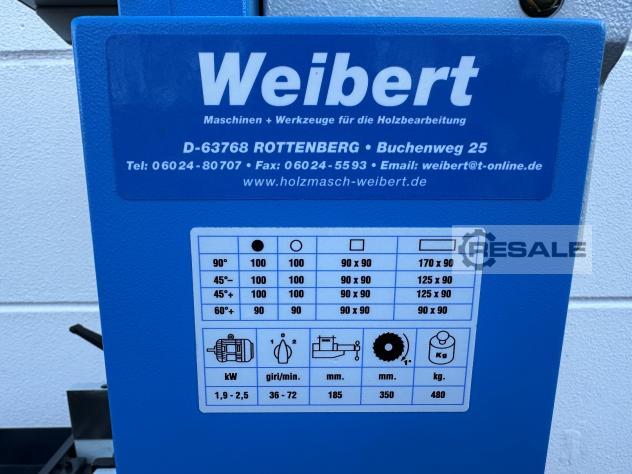 Weibert
Maschinen + Werkzeuge für die Holzbearbeitung
D-63768 ROTTENBERG • Buchenweg 25
Tel: 06024-80707 • Fax: 06024-5593 • Email: weibert@t-online.de
www.holzmasch-weibert.de
RESALE
90° 100 100 90 x 90 170 x 90
45°– 100 100 90 x 90 125 x 90
45°+ 100 100 90 x 90 125 x 90
60°+ 90 90 90 x 90 90 x 90
1 0 2 1" Kg
kW giri/min. mm. mm. kg.
1,9 - 2,5 36 - 72 185 350 480